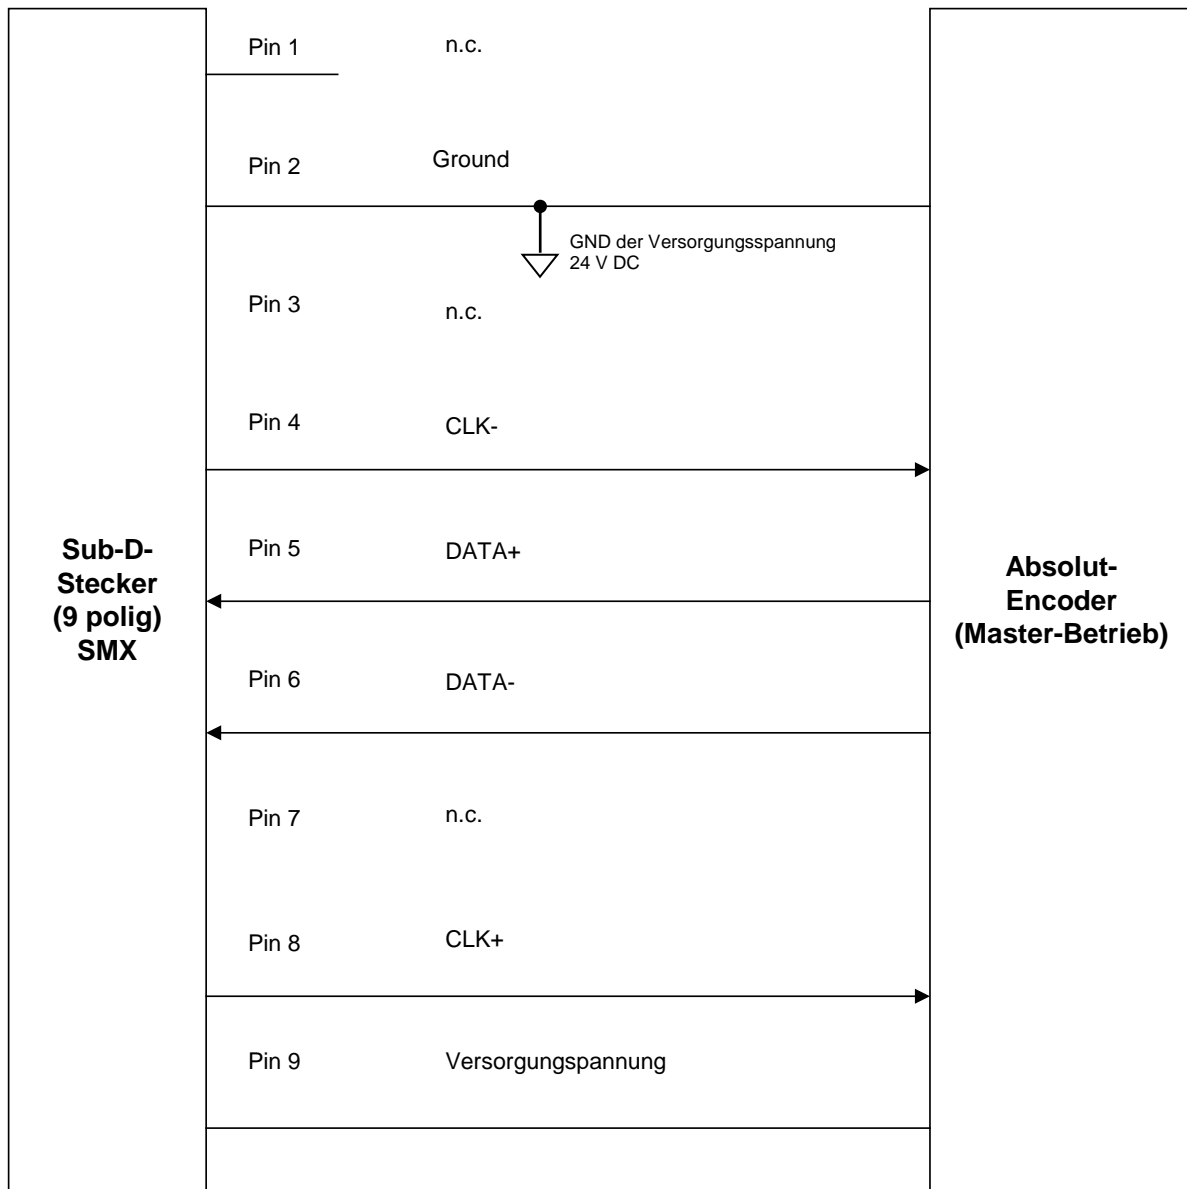 Pin 1 n.c.
Pin 2 Ground
GND der Versorgungsspannung
24 V DC
Pin 3 n.c.
Pin 4 CLK-
Pin 5 DATA+
Pin 6 DATA-
Pin 7 n.c.
Pin 8 CLK+
Pin 9 Versorgungspannung
Sub-D-
Stecker
(9 polig)
SMX
Absolut-
Encoder
(Master-Betrieb)